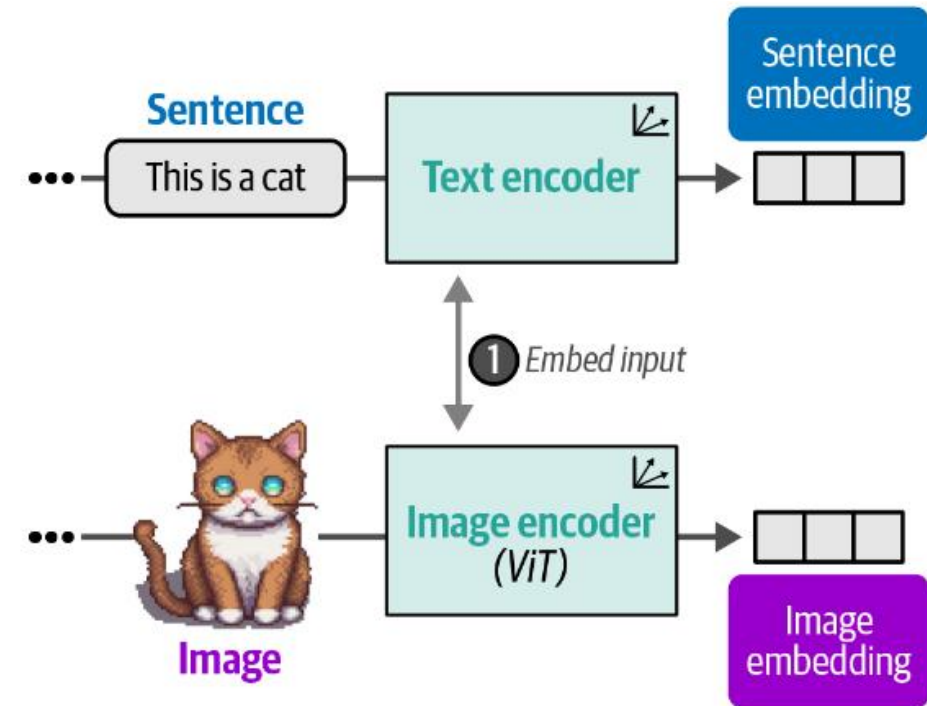 Sentence
embedding
Sentence
This is a cat
Text encoder
1 Embed input
Image encoder
(ViT)
Image
Image
embedding